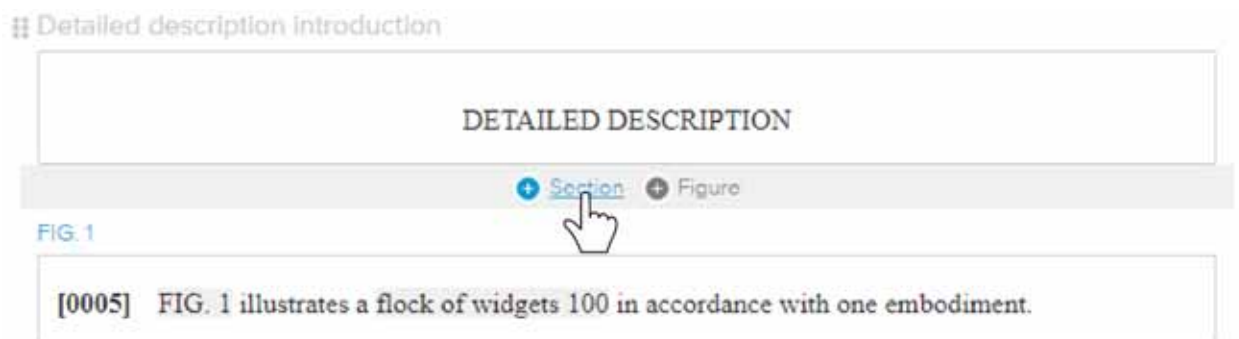 Detailed description introduction
DETAILED DESCRIPTION
Section Figure
FIG. 1
[0005] FIG. 1 illustrates a flock of widgets 100 in accordance with one embodiment.